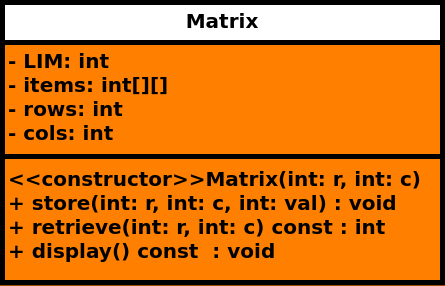 Matrix
- LIM: int
- items: int[][]
- rows: int
- cols: int
<<constructor>>Matrix(int: r, int: c)
+ store(int: r, int: c, int: val) : void
+ retrieve(int: r, int: c) const : int
+ display() const  : void